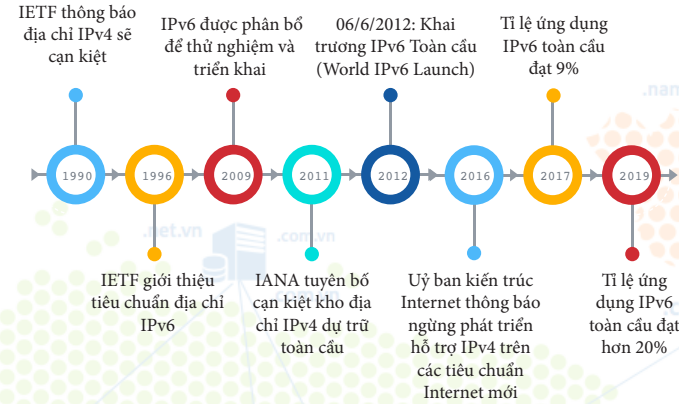 IETF thông báo
địa chỉ IPv4 sẽ
cạn kiệt
IPv6 được phân bổ
để thử nghiệm và
triển khai
06/6/2012: Khai
trương IPv6 Toàn cầu
(World IPv6 Launch)
Tỉ lệ ứng dụng
IPv6 toàn cầu
đạt 9%
1990
1996
2009
2011
2012
2016
2017
2019
.net.vn
.com.vn
IETF giới thiệu
tiêu chuẩn địa chỉ
IPv6
IANA tuyên bố
cạn kiệt kho địa
chỉ IPv4 dự trữ
toàn cầu
Uỷ ban kiến trúc
Internet thông báo
ngừng phát triển
hỗ trợ IPv4 trên
các tiêu chuẩn
Internet mới
Tỉ lệ ứng
dụng IPv6
toàn cầu đạt
hơn 20%